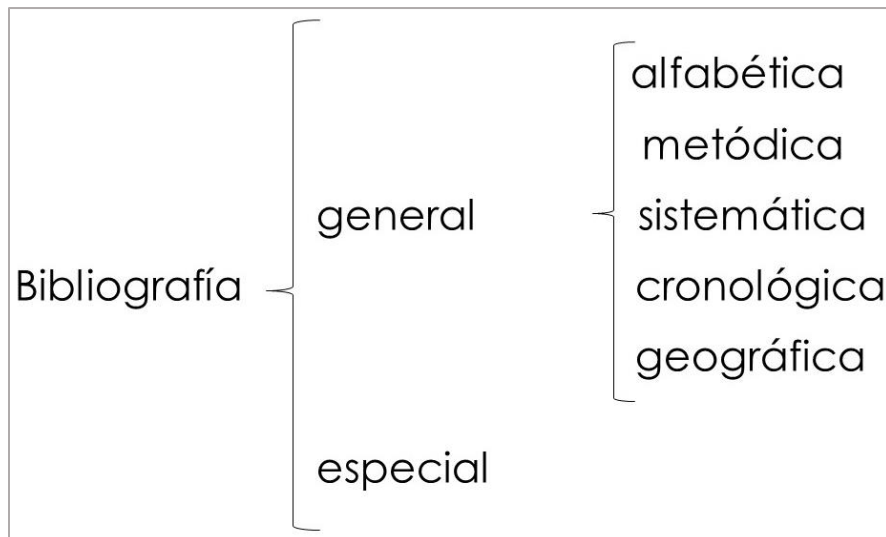 alfabética
metódica
general
sistemática
Bibliografía
cronológica
geográfica
especial